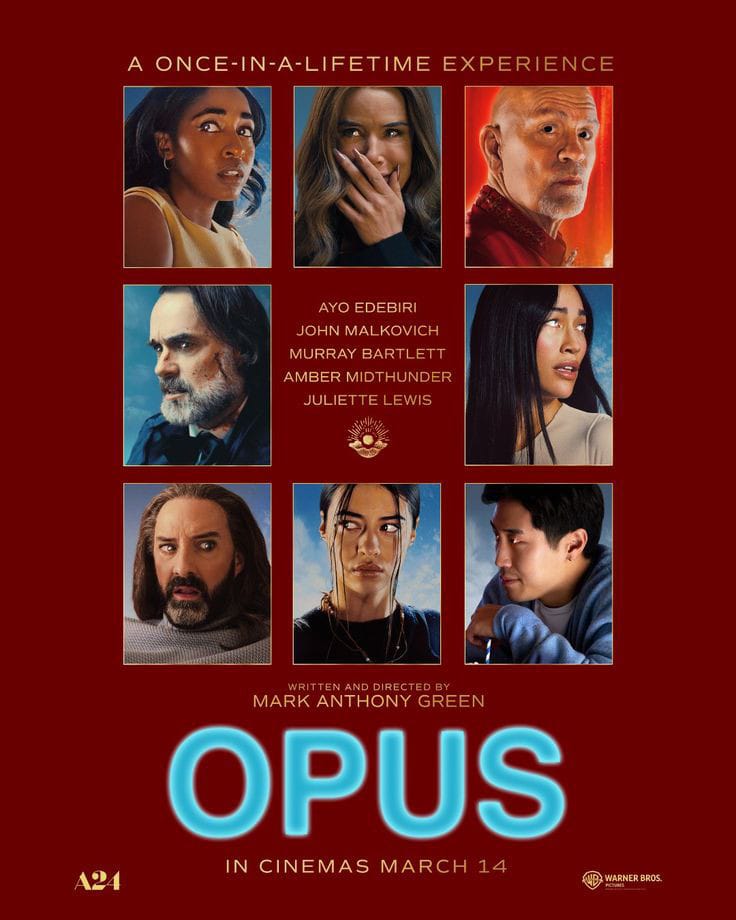 A ONCE-IN-A-LIFETIME EXPERIENCE
AYO EDEBIRI
JOHN MALKOVICH
MURRAY BARTLETT
AMBER MIDTHUNDER
JULIETTE LEWIS
WRITTEN AND DIRECTED BY
MARK ANTHONY GREEN
OPUS
IN CINEMAS MARCH 14
A24
WARNER BROS.
PICTURES